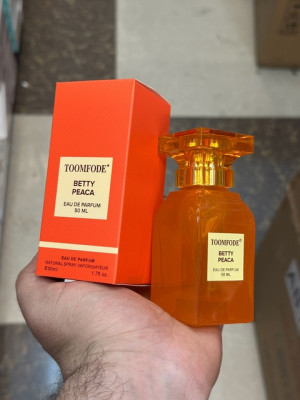 TOOMFODE®
BETTY
PEACA
EAU DE PARFUM
50 ML
EAU DE PARFUM
NATURAL SPRAY VAPORISATEUR
1.7fl oz
TOOMFODE®
BETTY
PEACA
EAU DE PARFUM
50 ML